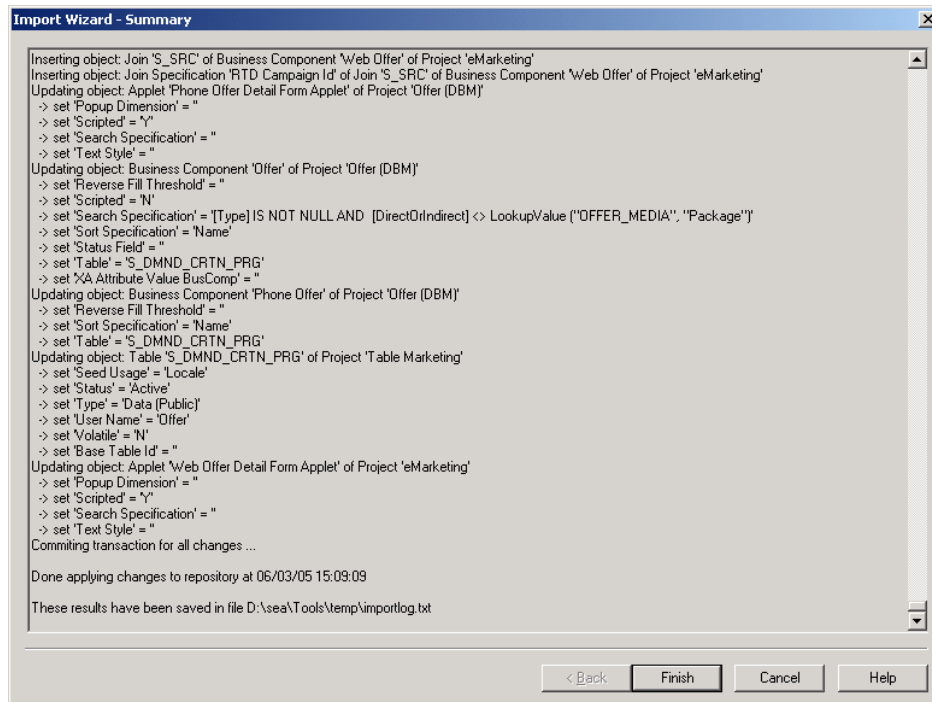 Import Wizard - Summary
Inserting object: Join 'S_SRC' of Business Component 'Web Offer' of Project 'eMarketing'
Inserting object: Join Specification 'RTD Campaign Id' of Join 'S_SRC' of Business Component 'Web Offer' of Project 'eMarketing'
Updating object: Applet 'Phone Offer Detail Form Applet' of Project 'Offer (DBM)'
-> set 'Popup Dimension' = ''
-> set 'Scripted' = 'Y'
-> set 'Search Specification' = ''
-> set 'Text Style' = ''
Updating object: Business Component 'Offer' of Project 'Offer (DBM)'
-> set 'Reverse Fill Threshold' = ''
-> set 'Scripted' = 'N'
-> set 'Search Specification' = '[Type] IS NOT NULL AND  [DirectOrIndirect] <> LookupValue ("OFFER_MEDIA", "Package")'
-> set 'Sort Specification' = 'Name'
-> set 'Status Field' = ''
-> set 'Table' = 'S_DMND_CRTN_PRG'
-> set 'XA Attribute Value BusComp' = ''
Updating object: Business Component 'Phone Offer' of Project 'Offer (DBM)'
-> set 'Reverse Fill Threshold' = ''
-> set 'Sort Specification' = 'Name'
-> set 'Table' = 'S_DMND_CRTN_PRG'
Updating object: Table 'S_DMND_CRTN_PRG' of Project 'Table Marketing'
-> set 'Seed Usage' = 'Locale'
-> set 'Status' = 'Active'
-> set 'Type' = 'Data (Public)'
-> set 'User Name' = 'Offer'
-> set 'Volatile' = 'N'
-> set 'Base Table Id' = ''
Updating object: Applet 'Web Offer Detail Form Applet' of Project 'eMarketing'
-> set 'Popup Dimension' = ''
-> set 'Scripted' = 'Y'
-> set 'Search Specification' = ''
-> set 'Text Style' = ''
Commiting transaction for all changes ...
Done applying changes to repository at 06/03/05 15:09:09
These results have been saved in file D:\sea\Tools\temp\importlog.txt
< Back Finish Cancel Help